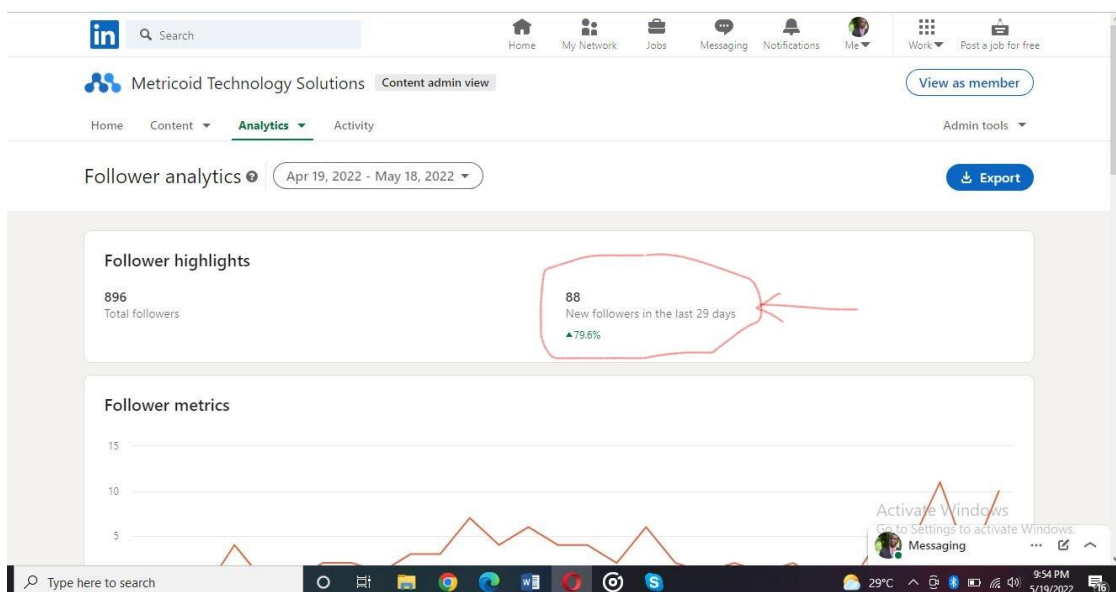 in
Search
Home
My Network
Jobs
Messaging
Notifications
Me
Work
Post a job for free
Metricoid Technology Solutions
Content admin view
View as member
Home
Content
Analytics
Activity
Admin tools
Follower analytics
Apr 19, 2022 - May 18, 2022
Export
Follower highlights
896
Total followers
88
New followers in the last 29 days
▲79.6%
Follower metrics
15
10
5
Activate Windows
Go to Settings to activate Windows.
Messaging
Type here to search
29°C
9:54 PM
5/19/2022
16